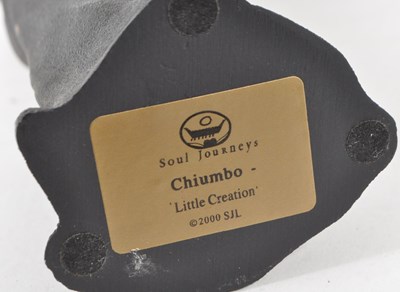 Soul Journeys
Chiumbo -
'Little Creation'
©2000 SJL